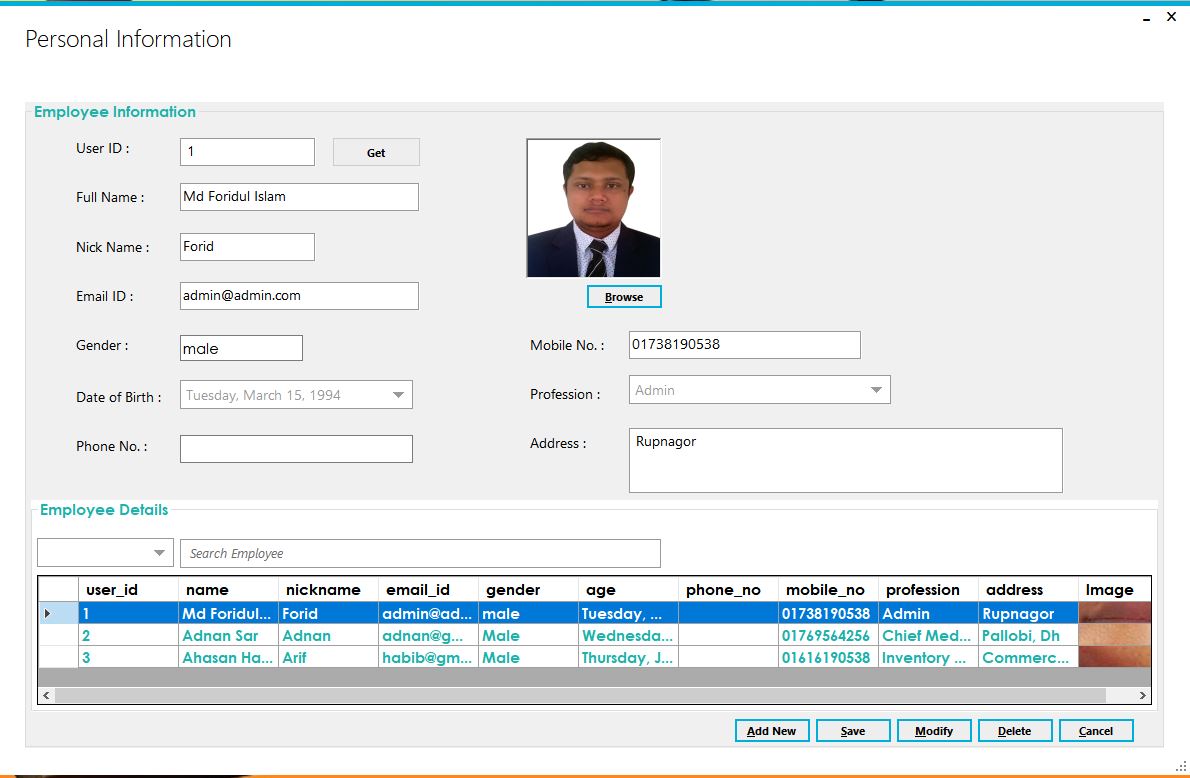 Personal Information
Employee Information
User ID : 1 Get
Full Name : Md Foridul Islam
Nick Name : Forid
Browse
Email ID : admin@admin.com
Gender : male
Mobile No. : 01738190538
Date of Birth : Tuesday, March 15, 1994
Profession : Admin
Phone No. :
Address : Rupnagor
Employee Details
Search Employee
user_id name nickname email_id gender age phone_no mobile_no profession address Image
1 Md Foridul... Forid admin@ad... male Tuesday, ... 01738190538 Admin Rupnagor
2 Adnan Sar Adnan adnan@g... Male Wednesda... 01769564256 Chief Med... Pallobi, Dh
3 Ahasan Ha... Arif habib@gm... Male Thursday, J... 01616190538 Inventory ... Commerc...
Add New Save Modify Delete Cancel